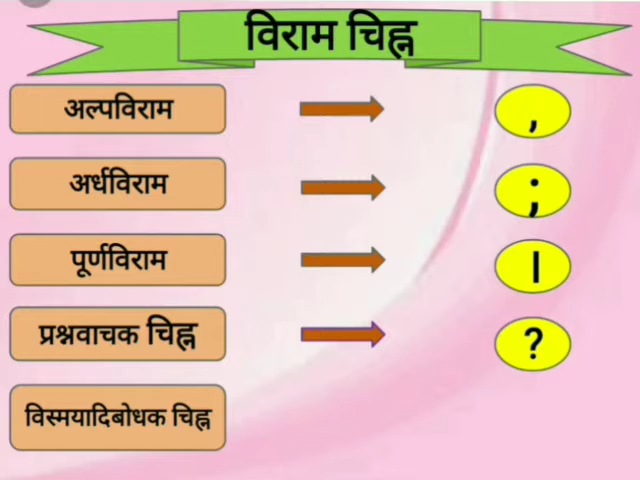 विराम चिह्न
अल्पविराम ,
अर्धविराम ;
पूर्णविराम ।
प्रश्नवाचक चिह्न ?
विस्मयादिबोधक चिह्न